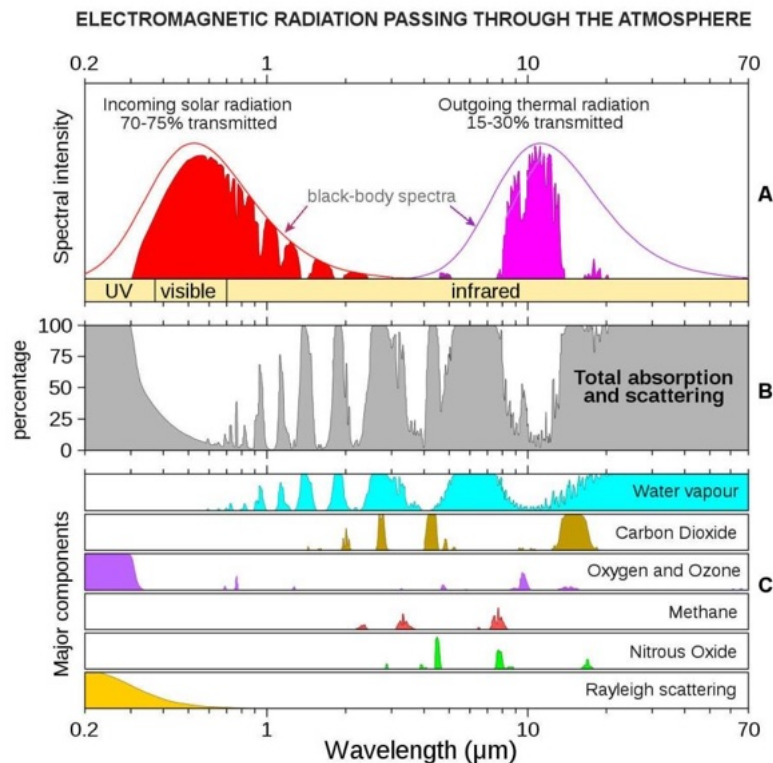 ELECTROMAGNETIC RADIATION PASSING THROUGH THE ATMOSPHERE
0.2 1 10 70
Incoming solar radiation
70-75% transmitted
Outgoing thermal radiation
15-30% transmitted
Spectral intensity
black-body spectra
A
UV visible infrared
percentage
100
75
50
25
0
Total absorption
and scattering
B
Major components
Water vapour
Carbon Dioxide
Oxygen and Ozone
C
Methane
Nitrous Oxide
Rayleigh scattering
0.2 1 10 70
Wavelength (μm)